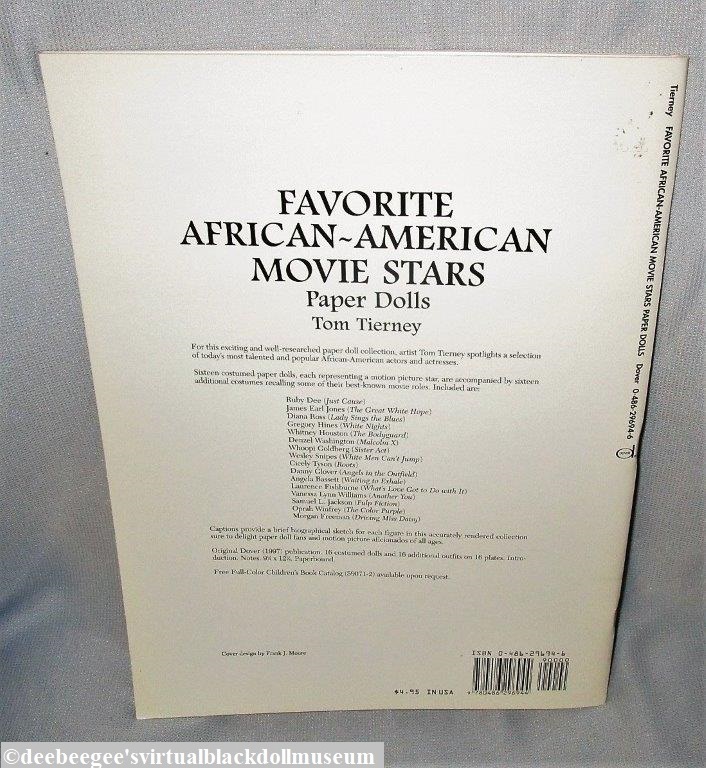 FAVORITE
AFRICAN~AMERICAN
MOVIE STARS
Paper Dolls
Tom Tierney
For this exciting and well-researched paper doll collection, artist Tom Tierney spotlights a selection
of today's most talented and popular African-American actors and actresses.
Sixteen costumed paper dolls, each representing a motion picture star, are accompanied by sixteen
additional costumes recalling some of their best-known movie roles. Included are:
Ruby Dee (Just Cause)
James Earl Jones (The Great White Hope)
Diana Ross (Lady Sings the Blues)
Gregory Hines (White Nights)
Whitney Houston (The Bodyguard)
Denzel Washington (Malcolm X)
Whoopi Goldberg (Sister Act)
Wesley Snipes (White Men Can't Jump)
Cicely Tyson (Roots)
Danny Glover (Angels in the Outfield)
Angela Bassett (Waiting to Exhale)
Laurence Fishburne (What's Love Got to Do with It)
Vanessa Lynn Williams (Another You)
Samuel L. Jackson (Pulp Fiction)
Oprah Winfrey (The Color Purple)
Morgan Freeman (Driving Miss Daisy)
Captions provide a brief biographical sketch for each figure in this accurately rendered collection
sure to delight paper doll fans and motion picture aficionados of all ages.
Original Dover (1997) publication. 16 costumed dolls and 16 additional outfits on 16 plates. Intro-
duction. Notes. 9¼ x 12¼. Paperbound.
Free Full-Color Children's Book Catalog (59071-2) available upon request.
Cover design by Frank J. Moore
ISBN 0-486-29694-6
90000
$4.95 IN USA
9 780486 296944
Tierney FAVORITE AFRICAN-AMERICAN MOVIE STARS PAPER DOLLS Dover 0-486-29694-6
©deebeegee'svirtualblackdollmuseum